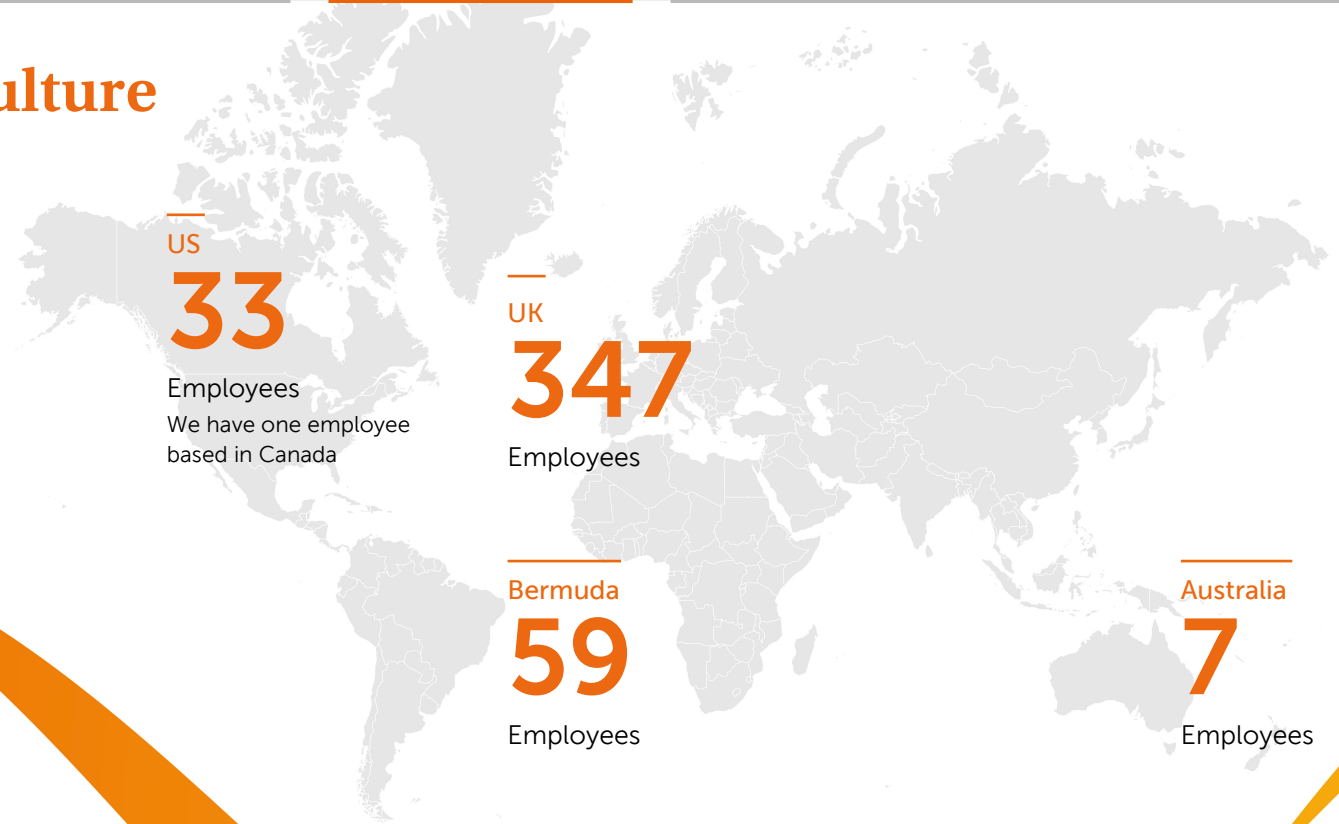 ulture
US
33
Employees
We have one employee
based in Canada
UK
347
Employees
Bermuda
59
Employees
Australia
7
Employees